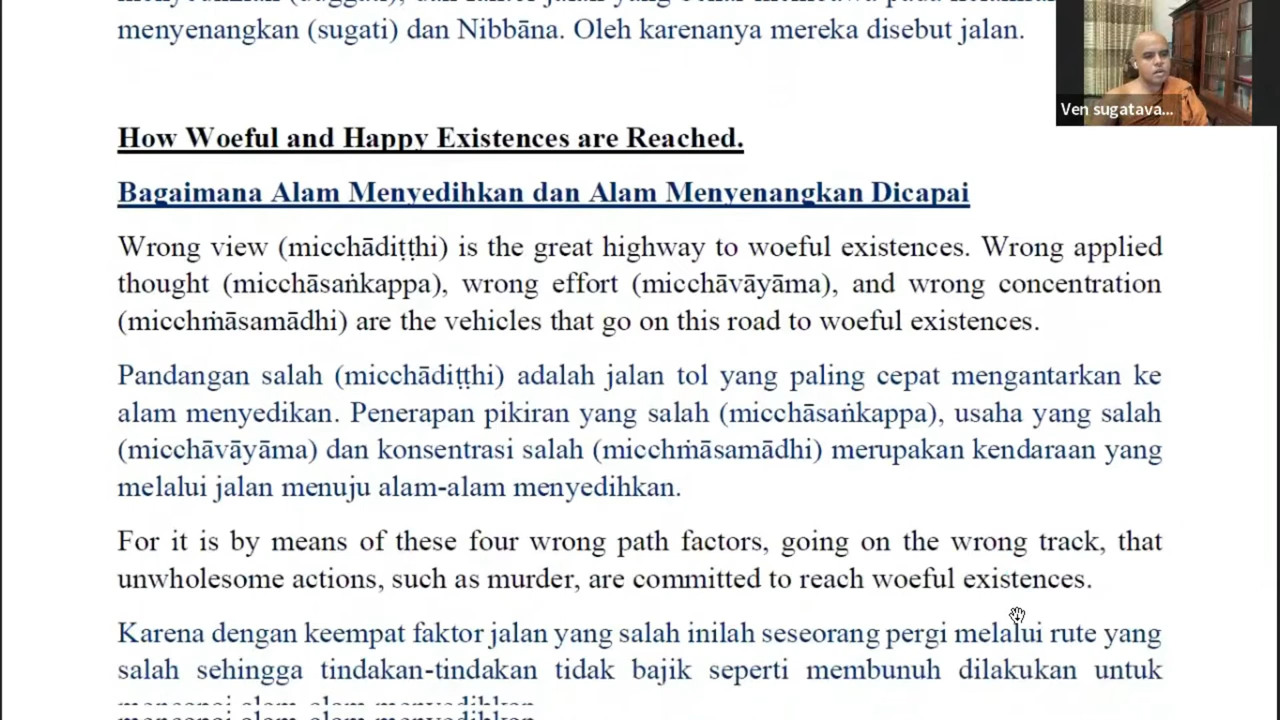 menyenangkan (sugati) dan Nibbāna. Oleh karenanya mereka disebut jalan.
Ven sugatava...
How Woeful and Happy Existences are Reached.
Bagaimana Alam Menyedihkan dan Alam Menyenangkan Dicapai
Wrong view (micchādiṭṭhi) is the great highway to woeful existences. Wrong applied
thought (micchāsaṅkappa), wrong effort (micchāvāyāma), and wrong concentration
(micchṁāsamādhi) are the vehicles that go on this road to woeful existences.
Pandangan salah (micchādiṭṭhi) adalah jalan tol yang paling cepat mengantarkan ke
alam menyedikan. Penerapan pikiran yang salah (micchāsaṅkappa), usaha yang salah
(micchāvāyāma) dan konsentrasi salah (micchṁāsamādhi) merupakan kendaraan yang
melalui jalan menuju alam-alam menyedihkan.
For it is by means of these four wrong path factors, going on the wrong track, that
unwholesome actions, such as murder, are committed to reach woeful existences.
Karena dengan keempat faktor jalan yang salah inilah seseorang pergi melalui rute yang
salah sehingga tindakan-tindakan tidak bajik seperti membunuh dilakukan untuk